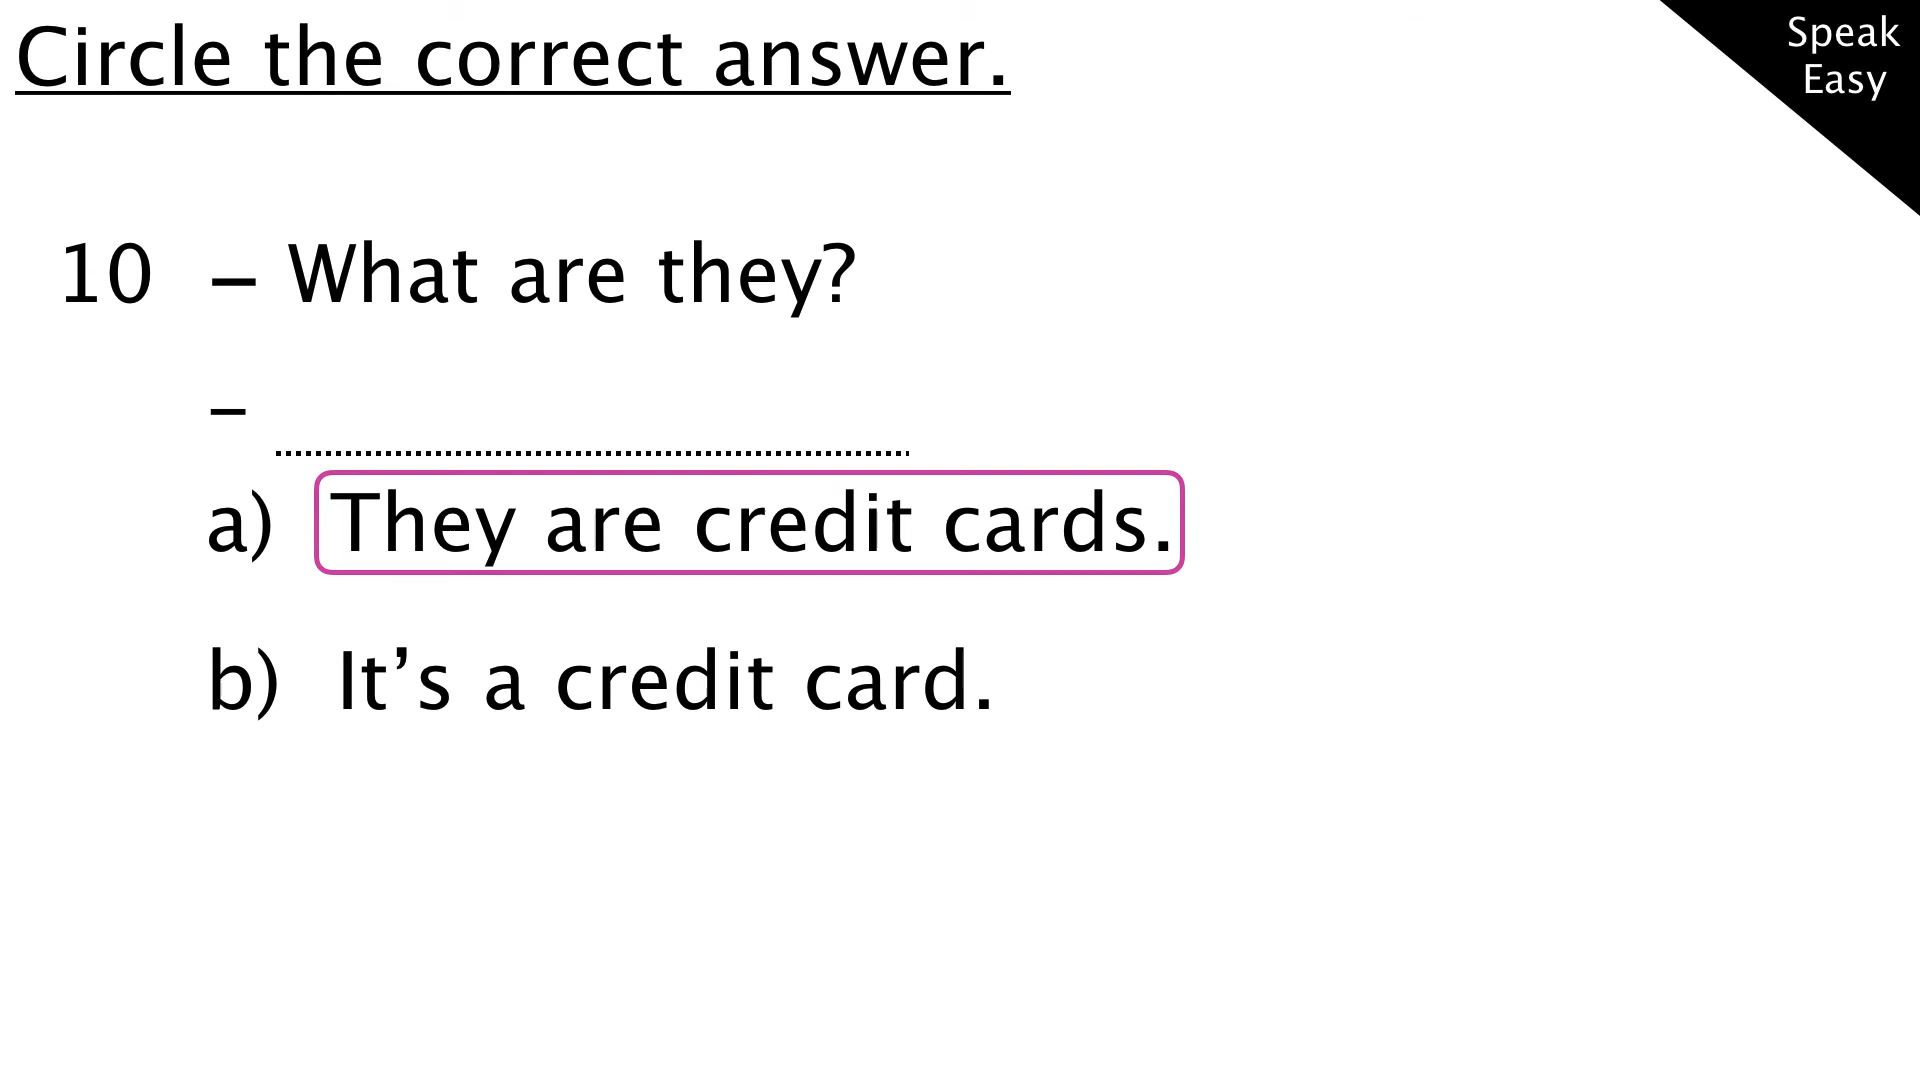 Circle the correct answer.
Speak
Easy
10 – What are they?
–
a) They are credit cards.
b) It’s a credit card.